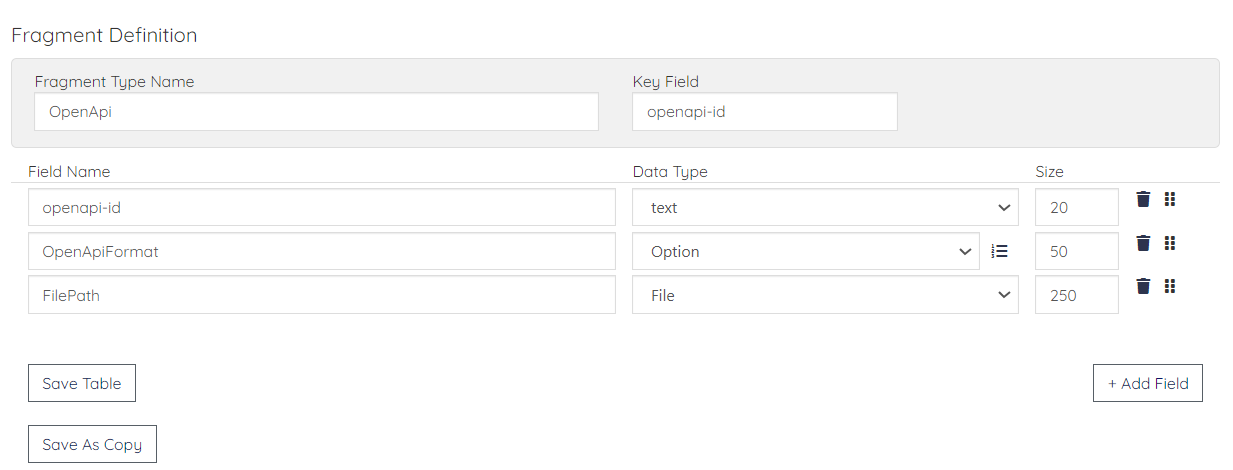 Fragment Definition
Fragment Type Name Key Field
OpenApi openapi-id
Field Name Data Type Size
openapi-id text 20
OpenApiFormat Option 50
FilePath File 250
Save Table + Add Field
Save As Copy